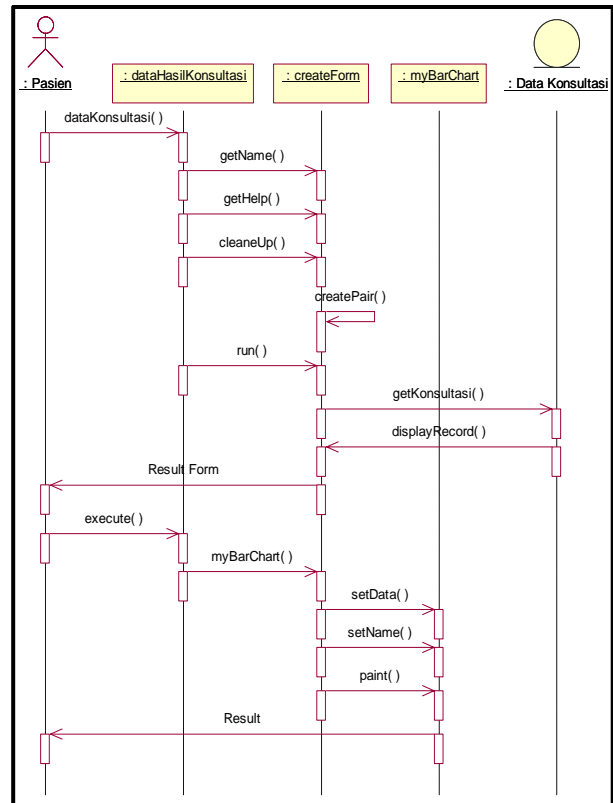 : Pasien
: dataHasilKonsultasi
: createForm
: myBarChart
: Data Konsultasi
dataKonsultasi( )
getName( )
getHelp( )
cleaneUp( )
createPair( )
run( )
getKonsultasi( )
displayRecord( )
Result Form
execute( )
myBarChart( )
setData( )
setName( )
paint( )
Result